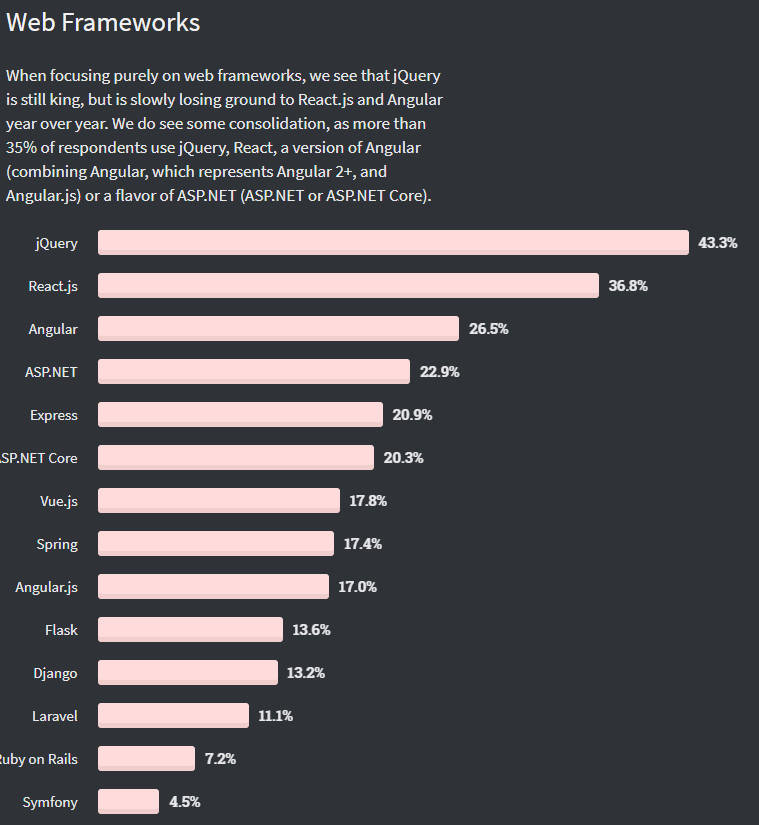 Web Frameworks
When focusing purely on web frameworks, we see that jQuery
is still king, but is slowly losing ground to React.js and Angular
year over year. We do see some consolidation, as more than
35% of respondents use jQuery, React, a version of Angular
(combining Angular, which represents Angular 2+, and
Angular.js) or a flavor of ASP.NET (ASP.NET or ASP.NET Core).
jQuery 43.3%
React.js 36.8%
Angular 26.5%
ASP.NET 22.9%
Express 20.9%
SP.NET Core 20.3%
Vue.js 17.8%
Spring 17.4%
Angular.js 17.0%
Flask 13.6%
Django 13.2%
Laravel 11.1%
uby on Rails 7.2%
Symfony 4.5%